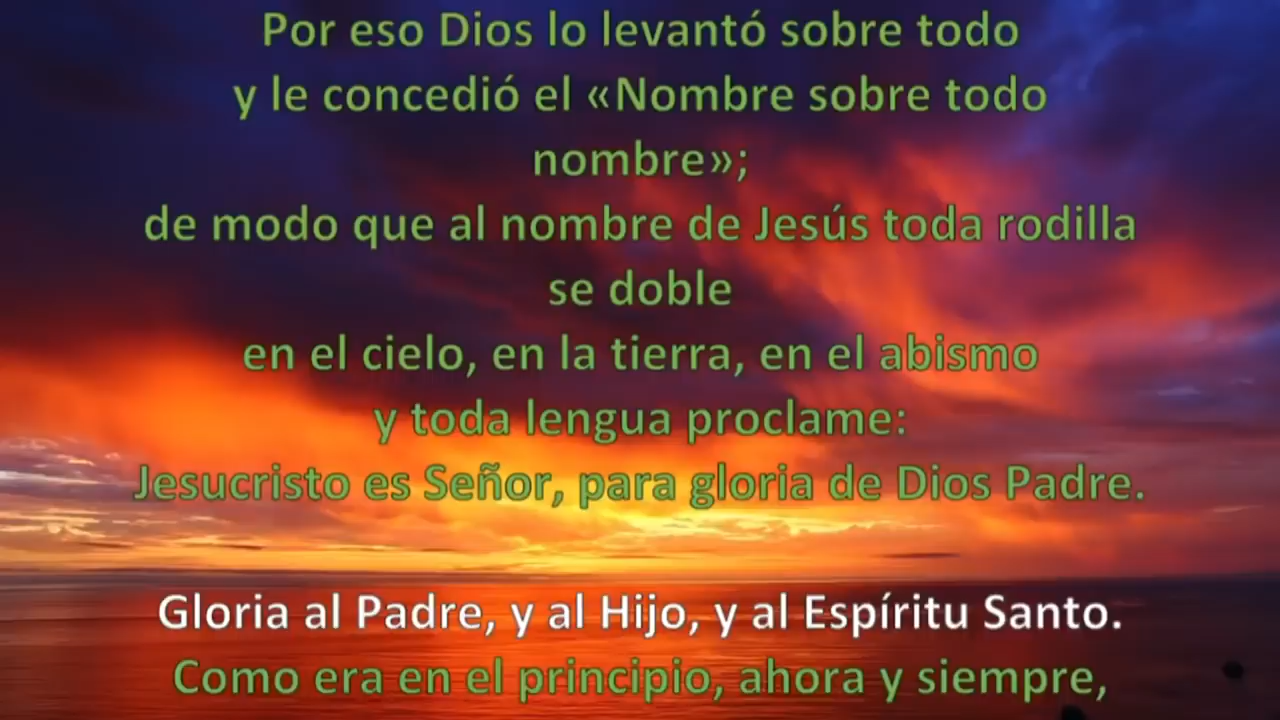 Por eso Dios lo levantó sobre todo
y le concedió el «Nombre sobre todo
nombre»;
de modo que al nombre de Jesús toda rodilla
se doble
en el cielo, en la tierra, en el abismo
y toda lengua proclame:
Jesucristo es Señor, para gloria de Dios Padre.
Gloria al Padre, y al Hijo, y al Espíritu Santo.
Como era en el principio, ahora y siempre,